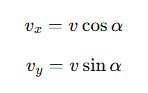 v_x = v cos α
v_y = v sin α